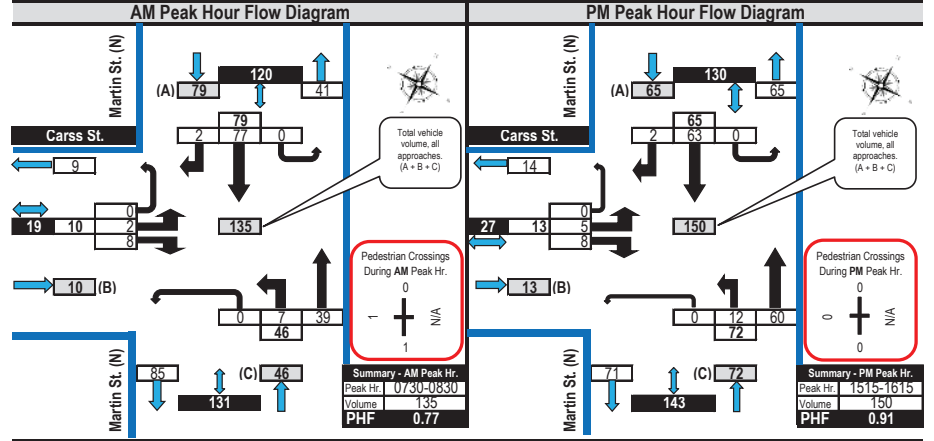 AM Peak Hour Flow Diagram
Martin St. (N)
120
(A) 79
41
79
2 77 0
Carss St.
Total vehicle
volume, all
approaches.
(A + B + C)
9
0
19 10 2
8
135
10 (B)
Pedestrian Crossings
During AM Peak Hr.
0
1
N/A
1
0 7 39
46
Martin St. (N)
85
(C) 46
131
Summary - AM Peak Hr.
Peak Hr. 0730-0830
Volume 135
PHF 0.77
PM Peak Hour Flow Diagram
Martin St. (N)
130
(A) 65
65
65
2 63 0
Carss St.
Total vehicle
volume, all
approaches.
(A + B + C)
14
0
27 13 5
8
150
13 (B)
Pedestrian Crossings
During PM Peak Hr.
0
0
N/A
0
0 12 60
72
Martin St. (N)
71
(C) 72
143
Summary - PM Peak Hr.
Peak Hr. 1515-1615
Volume 150
PHF 0.91